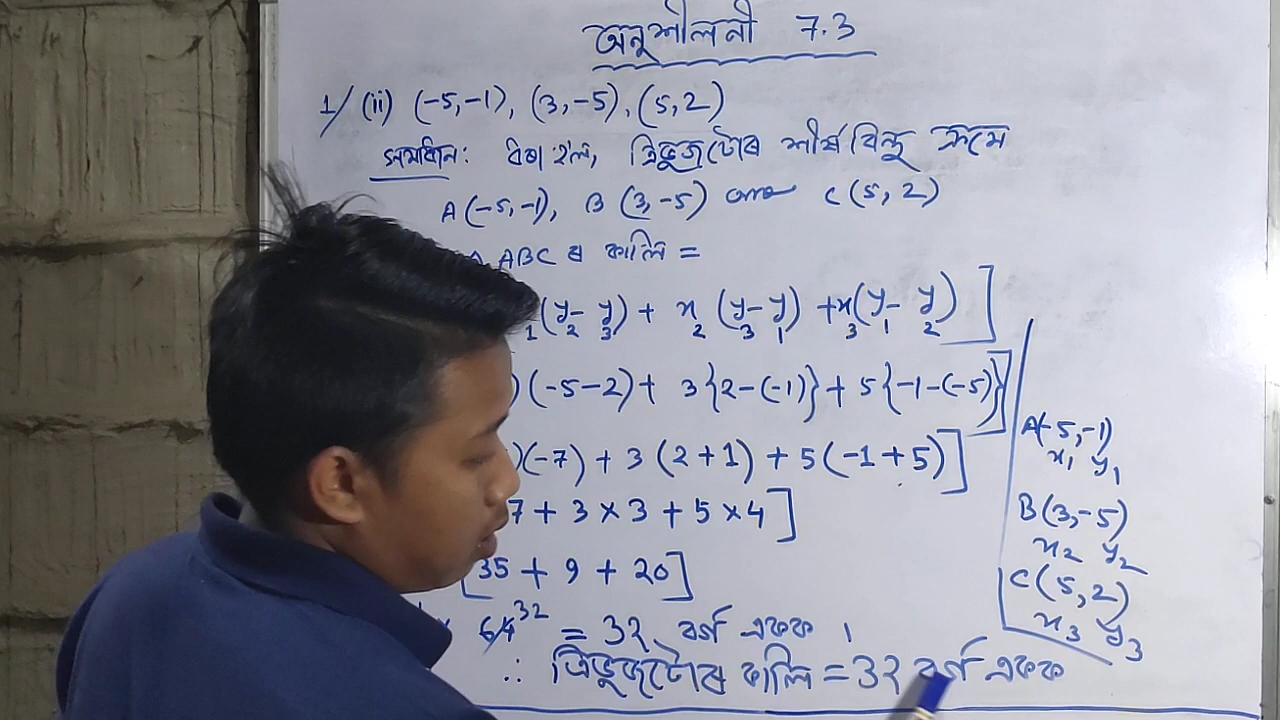 অনুশীলনী 7.3
1/ (ii) (-5,-1), (3,-5), (5,2)
সমাধান: ধৰা হ'ল, ত্ৰিভুজটোৰ শীৰ্ষবিন্দু ক্ৰমে
A(-5,-1), B(3,-5) আৰু C(5,2)
ABC ৰ কালি =
₁(y₂-y₃) + x₂(y₃-y₁) + x₃(y₁-y₂)]
)(-5-2) + 3{2-(-1)} + 5{-1-(-5)}]
)(-7) + 3(2+1) + 5(-1+5)]
7 + 3×3 + 5×4]
[35 + 9 + 20]
64 32 = 32 বৰ্গ একক ।
∴ ত্ৰিভুজটোৰ কালি = 32 বৰ্গ একক
A(-5,-1)
x₁ y₁
B(3,-5)
x₂ y₂
C(5,2)
x₃ y₃